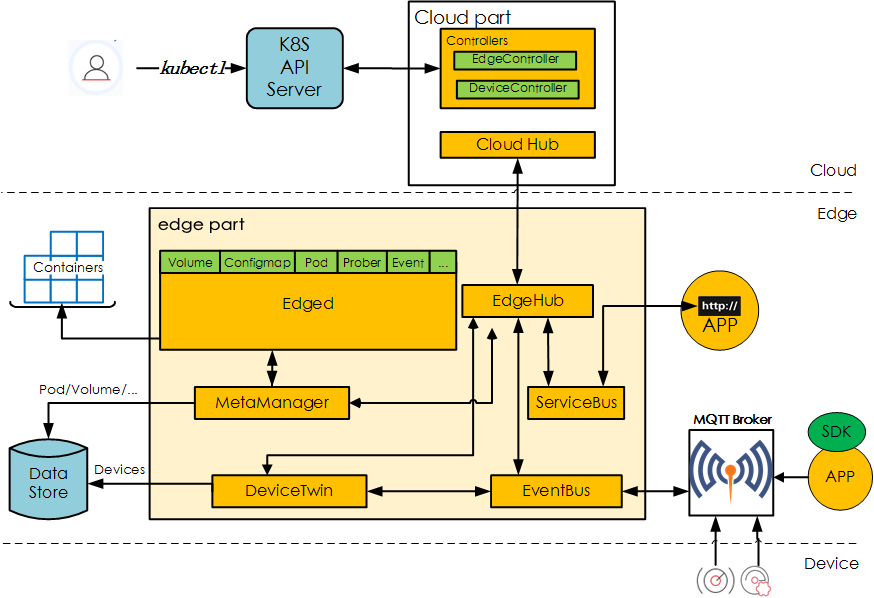 Cloud part
Controllers
EdgeController
DeviceController
kubectl
K8S
API
Server
Cloud Hub
Cloud
Edge
edge part
Volume
Configmap
Pod
Prober
Event
...
Containers
Edged
EdgeHub
http://
APP
Pod/Volume/...
MetaManager
ServiceBus
MQTT Broker
SDK
Data
Store
Devices
DeviceTwin
EventBus
APP
Device